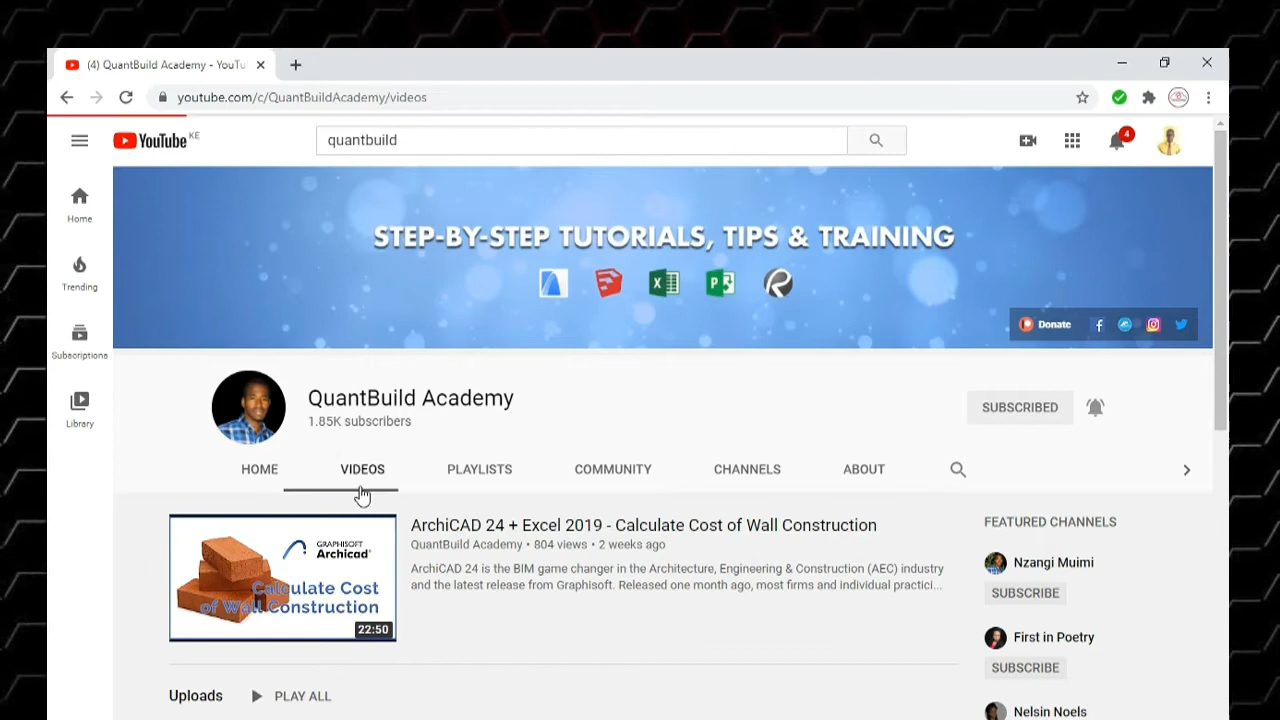 (4) QuantBuild Academy - YouTu
youtube.com/c/QuantBuildAcademy/videos
YouTube KE
quantbuild
4
Home
Trending
Subscriptions
Library
STEP-BY-STEP TUTORIALS, TIPS & TRAINING
Donate
QuantBuild Academy
1.85K subscribers
SUBSCRIBED
HOME VIDEOS PLAYLISTS COMMUNITY CHANNELS ABOUT
GRAPHISOFT
Archicad
Calculate Cost
of Wall Construction
22:50
ArchiCAD 24 + Excel 2019 - Calculate Cost of Wall Construction
QuantBuild Academy • 804 views • 2 weeks ago
ArchiCAD 24 is the BIM game changer in the Architecture, Engineering & Construction (AEC) industry
and the latest release from Graphisoft. Released one month ago, most firms and individual practici...
FEATURED CHANNELS
Nzangi Muimi
SUBSCRIBE
First in Poetry
SUBSCRIBE
Nelsin Noels
Uploads PLAY ALL